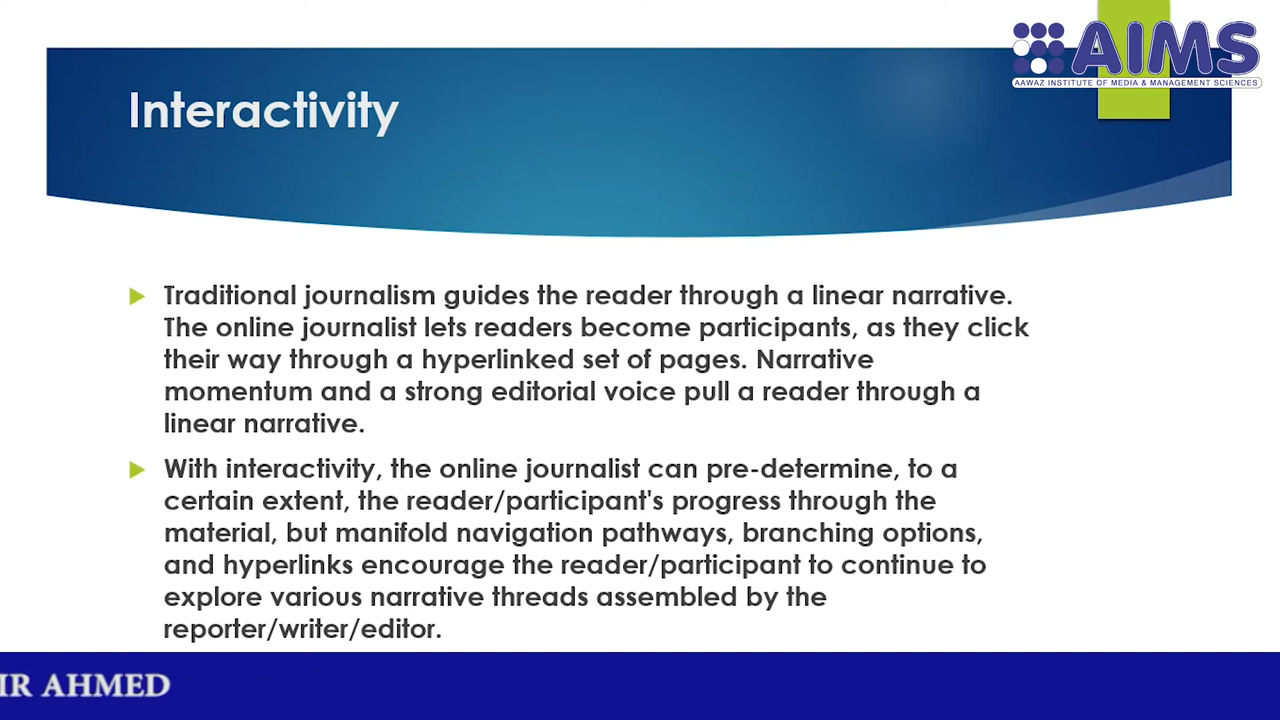 AIMS
AAWAZ INSTITUTE OF MEDIA & MANAGEMENT SCIENCES
Interactivity
Traditional journalism guides the reader through a linear narrative.
The online journalist lets readers become participants, as they click
their way through a hyperlinked set of pages. Narrative
momentum and a strong editorial voice pull a reader through a
linear narrative.
With interactivity, the online journalist can pre-determine, to a
certain extent, the reader/participant's progress through the
material, but manifold navigation pathways, branching options,
and hyperlinks encourage the reader/participant to continue to
explore various narrative threads assembled by the
reporter/writer/editor.
IR AHMED